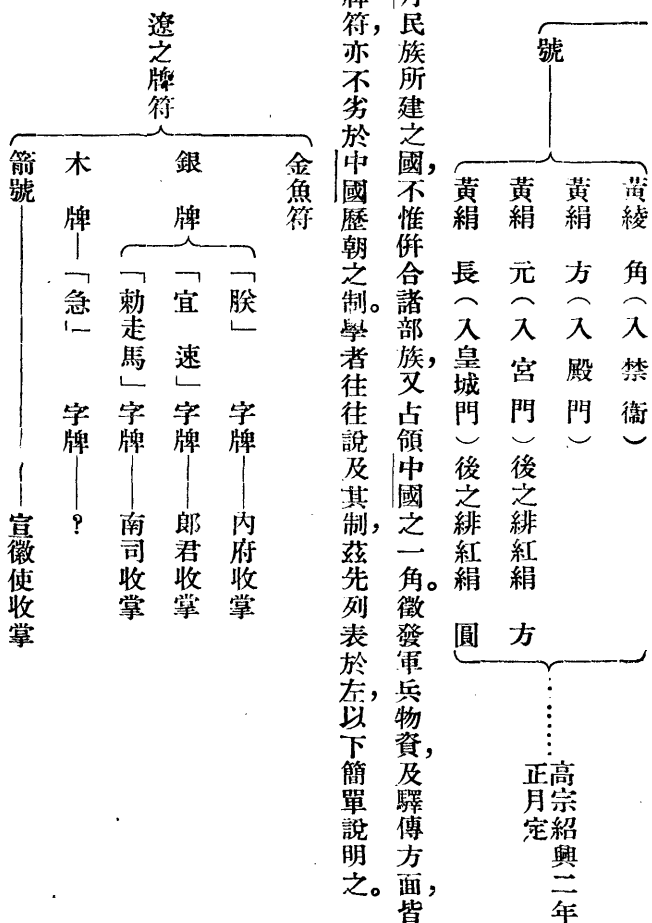 號
黃綾　角（入禁衞）
黃絹　方（入殿門）
黃絹　元（入宮門）後之緋紅絹　方
黃絹　長（入皇城門）後之緋紅絹　圓
高宗紹興二年
正月定
民族所建之國，不惟併合諸部族，又占領中國之一角。徵發軍兵物資，及驛傳方面，皆
符，亦不劣於中國歷朝之制。學者往往說及其制，茲先列表於左，以下簡單說明之。
遼之牌符
金魚符
銀牌
「朕」字牌——內府收掌
「宜速」字牌——郞君收掌
「勅走馬」字牌——南司收掌
木牌—「急」字牌——？
箭號————宣徽使收掌